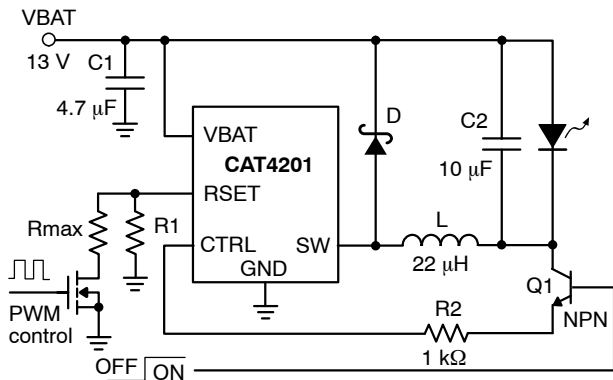 VBAT
13 V
C1
4.7 μF
D
C2
10 μF
VBAT
CAT4201
RSET
Rmax
R1
CTRL
SW
L
22 μH
GND
Q1
NPN
PWM
control
R2
1 kΩ
OFF ON